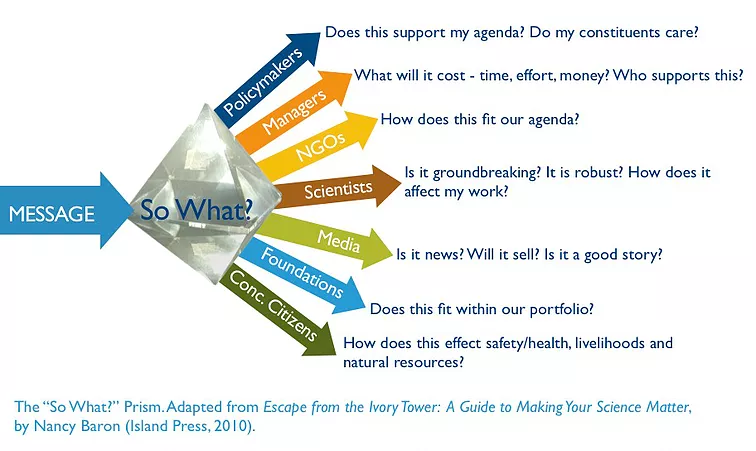 Policymakers
Does this support my agenda? Do my constituents care?
Managers
What will it cost - time, effort, money? Who supports this?
NGOs
How does this fit our agenda?
MESSAGE
So What?
Scientists
Is it groundbreaking? It is robust? How does it
affect my work?
Media
Is it news? Will it sell? Is it a good story?
Foundations
Does this fit within our portfolio?
Conc. Citizens
How does this effect safety/health, livelihoods and
natural resources?
The “So What?” Prism. Adapted from Escape from the Ivory Tower: A Guide to Making Your Science Matter,
by Nancy Baron (Island Press, 2010).